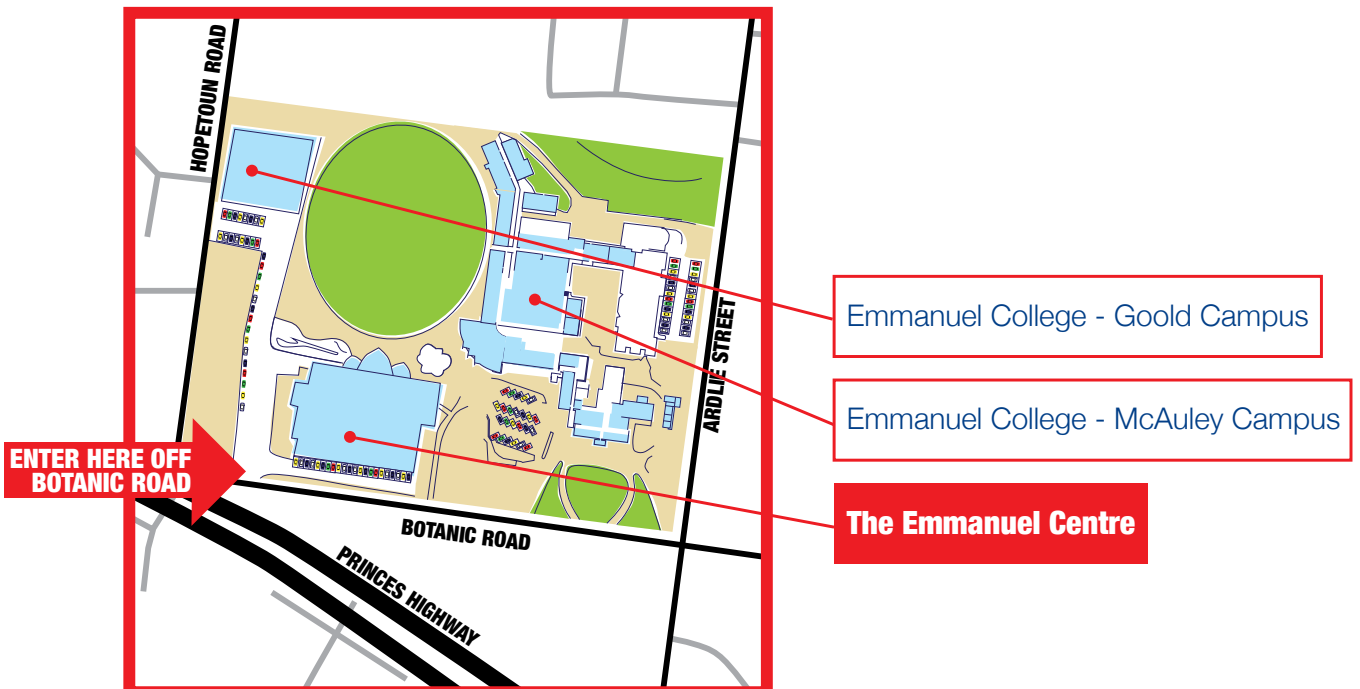 HOPETOUN ROAD
ARDLIE STREET
Emmanuel College - Goold Campus
Emmanuel College - McAuley Campus
ENTER HERE OFF
BOTANIC ROAD
The Emmanuel Centre
BOTANIC ROAD
PRINCES HIGHWAY